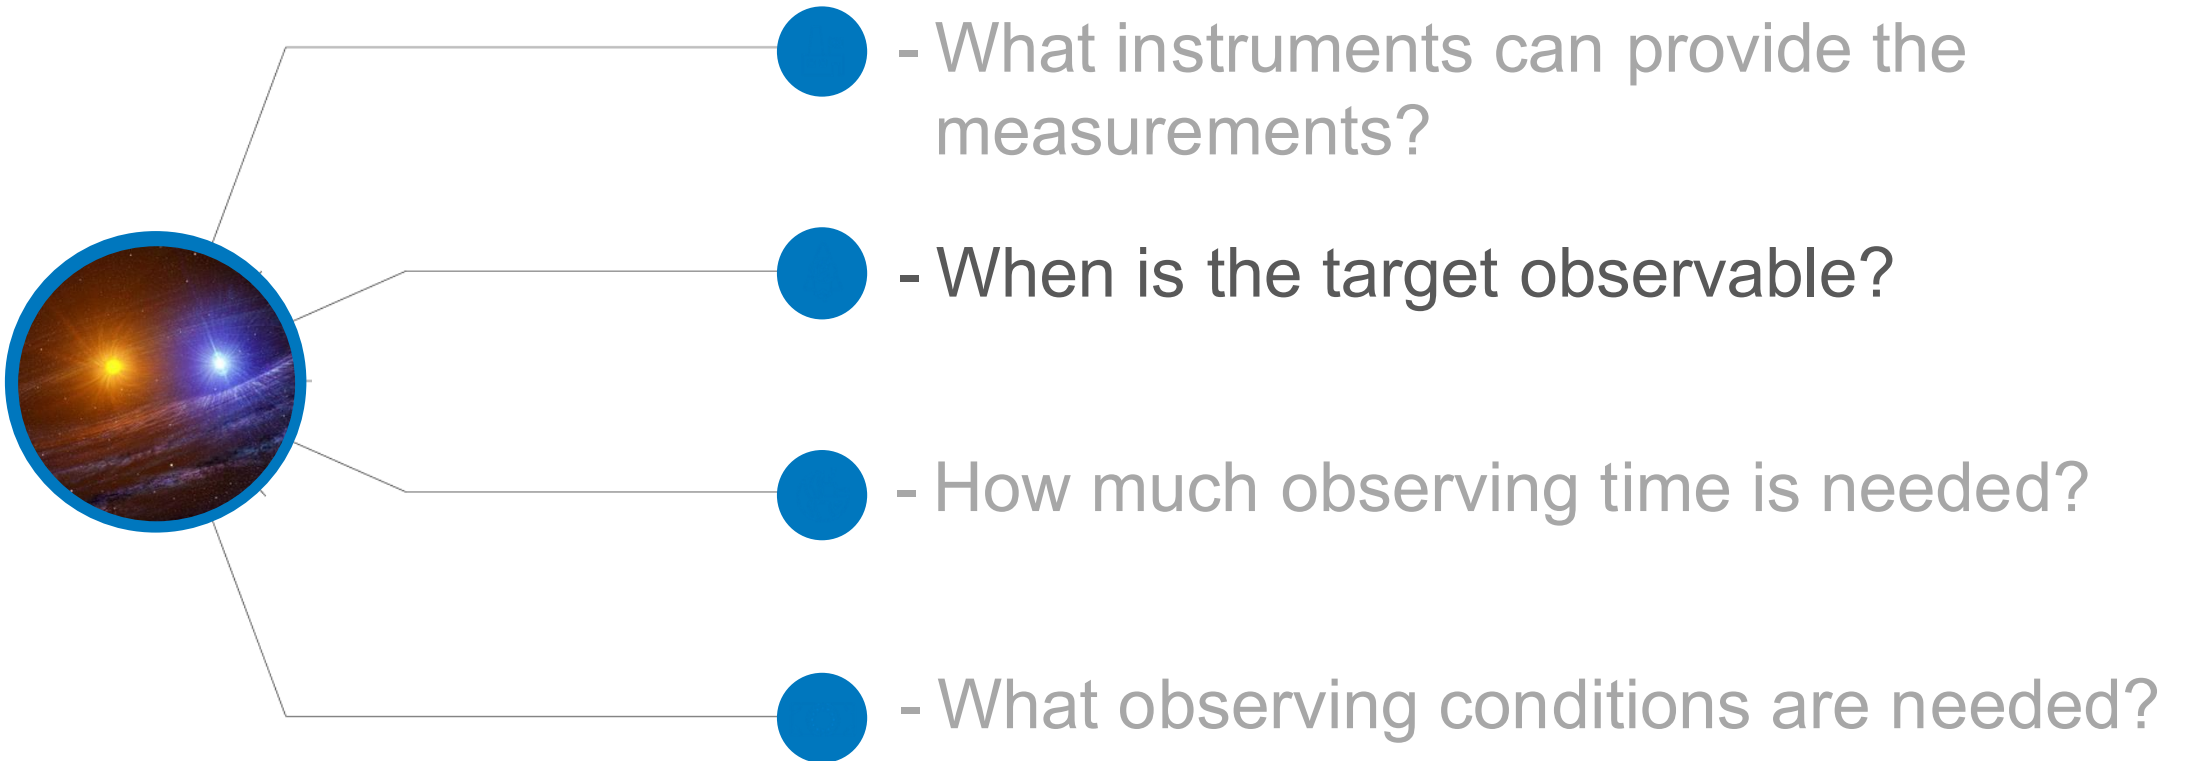 - What instruments can provide the
measurements?
- When is the target observable?
- How much observing time is needed?
- What observing conditions are needed?